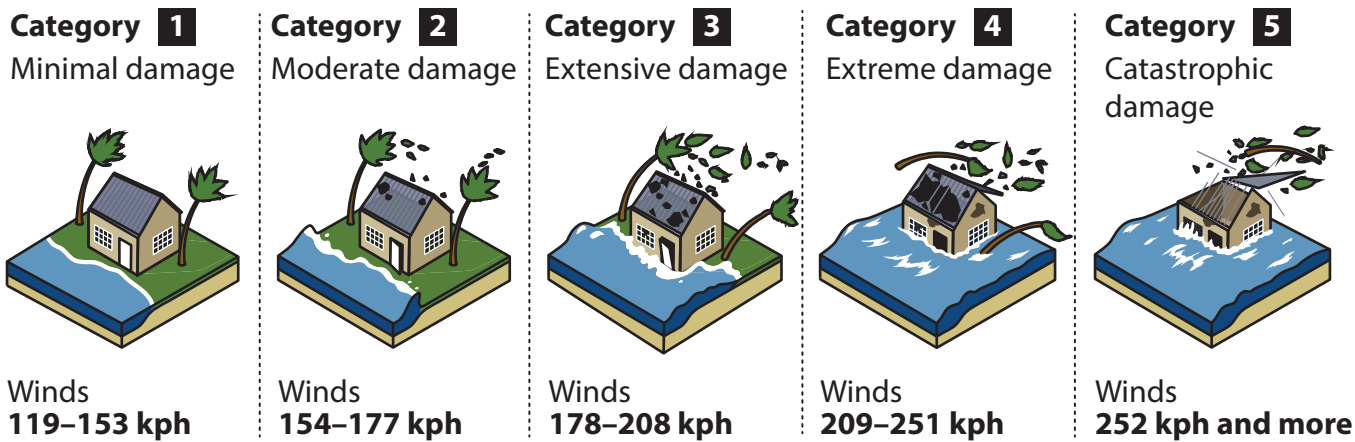 Category 1
Minimal damage
Winds
119–153 kph
Category 2
Moderate damage
Winds
154–177 kph
Category 3
Extensive damage
Winds
178–208 kph
Category 4
Extreme damage
Winds
209–251 kph
Category 5
Catastrophic
damage
Winds
252 kph and more